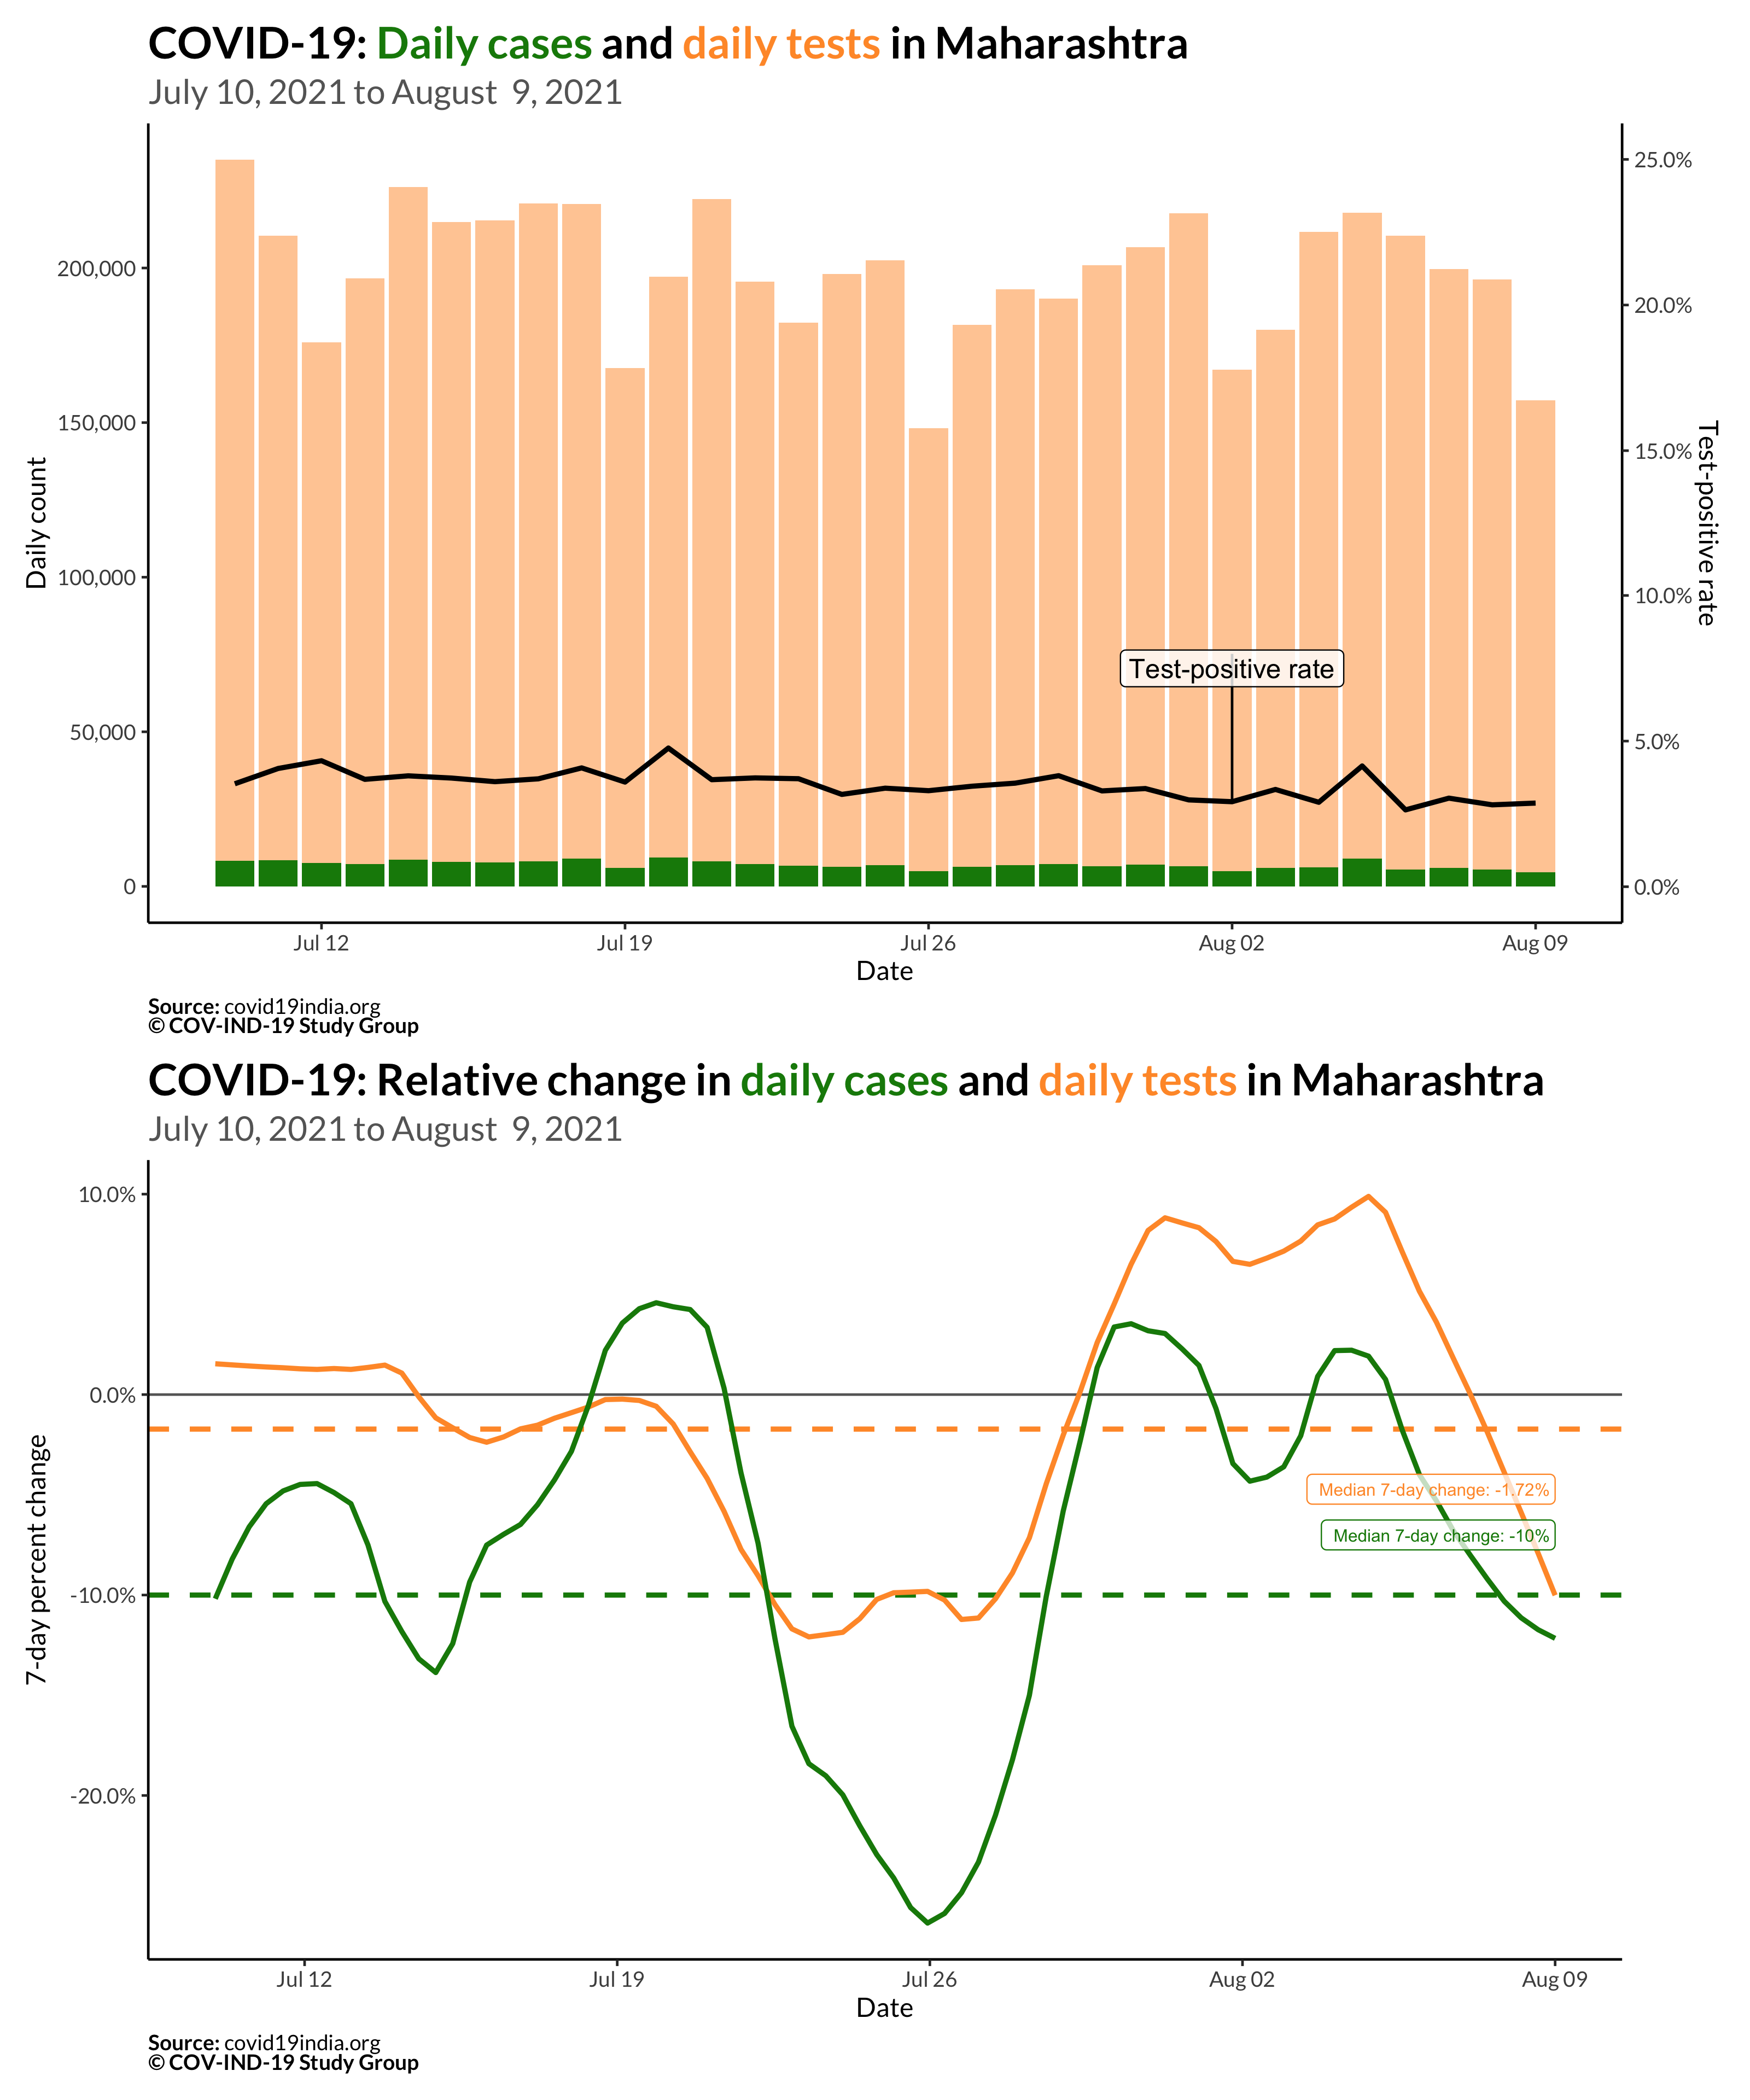 COVID-19: Daily cases and daily tests in Maharashtra
July 10, 2021 to August  9, 2021
Daily count
200,000
150,000
100,000
50,000
0
25.0%
20.0%
15.0%
10.0%
5.0%
0.0%
Test-positive rate
Test-positive rate
Jul 12
Jul 19
Jul 26
Aug 02
Aug 09
Date
Source: covid19india.org
© COV-IND-19 Study Group
COVID-19: Relative change in daily cases and daily tests in Maharashtra
July 10, 2021 to August  9, 2021
7-day percent change
10.0%
0.0%
-10.0%
-20.0%
Median 7-day change: -1.72%
Median 7-day change: -10%
Jul 12
Jul 19
Jul 26
Aug 02
Aug 09
Date
Source: covid19india.org
© COV-IND-19 Study Group